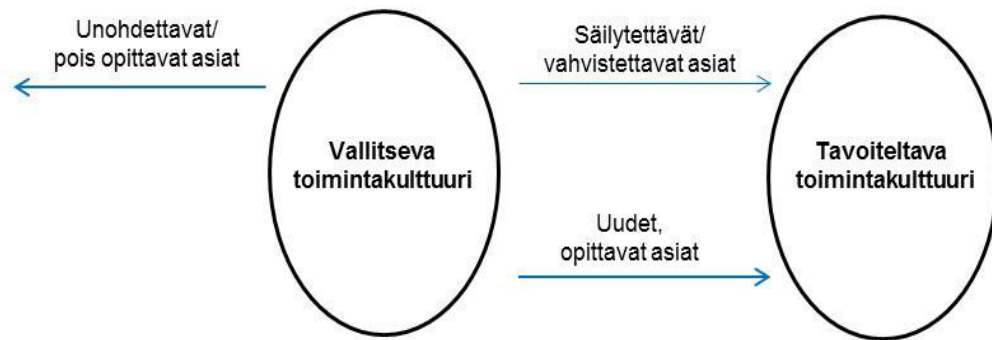 Unohdettavat/
pois opittavat asiat
Säilytettävät/
vahvistettavat asiat
Vallitseva
toimintakulttuuri
Tavoiteltava
toimintakulttuuri
Uudet,
opittavat asiat